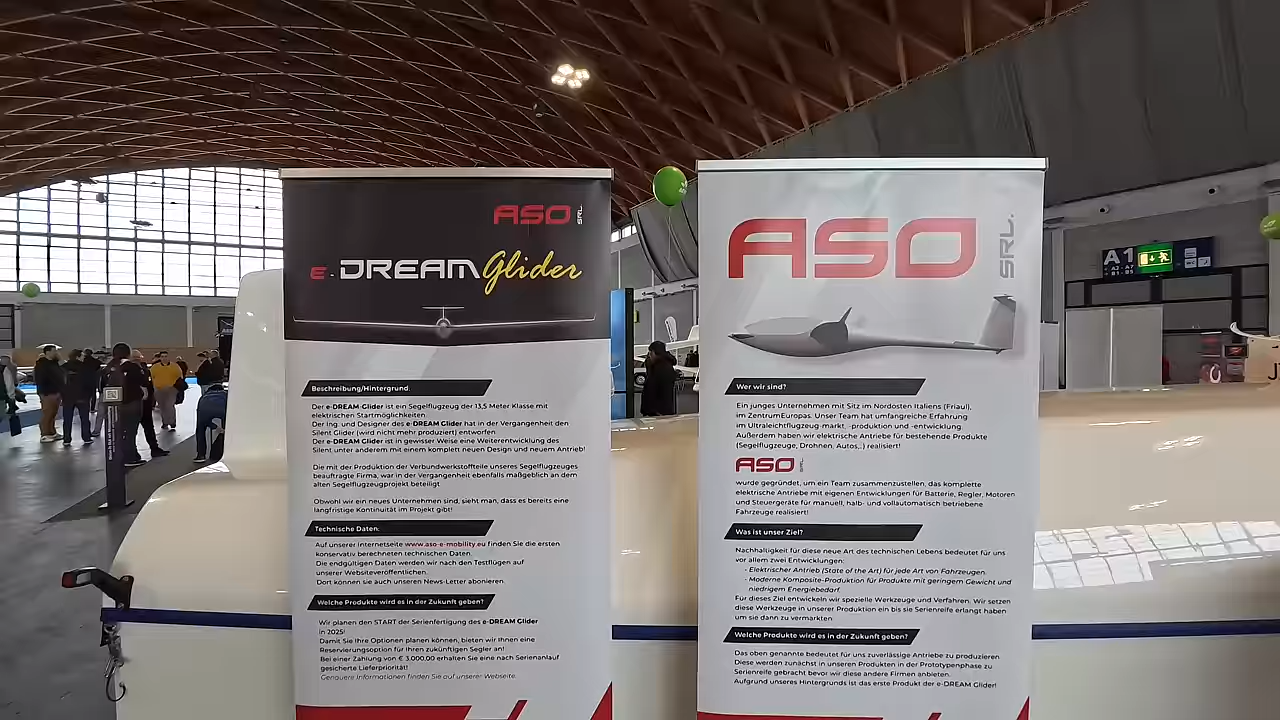 ASO SRL.
E-DREAM Glider
Beschreibung/Hintergrund:
Der e-DREAM-Glider ist ein Segelflugzeug der 13,5 Meter Klasse mit
elektrischen Startmöglichkeiten.
Der Ing. und Designer des e-DREAM Glider hat in der Vergangenheit den
Silent Glider (wird nicht mehr produziert) entworfen.
Der e-DREAM Glider ist in gewisser Weise eine Weiterentwicklung des
Silent unter anderem mit einem komplett neuen Design und neuem Antrieb!
Die mit der Produktion der Verbundwerkstoffteile unseres Segelflugzeuges
beauftragte Firma, war in der Vergangenheit ebenfalls maßgeblich an dem
alten Segelflugzeugprojekt beteiligt.
Obwohl wir ein neues Unternehmen sind, sieht man, dass es bereits eine
langfristige Kontinuität im Projekt gibt!
Technische Daten:
Auf unserer Internetseite www.aso-e-mobility.eu finden Sie die ersten
konservativ berechneten technischen Daten.
Die endgültigen Daten werden wir nach den Testflügen auf
unserer Websiteveröffentlichen.
Dort können sie auch unseren News-Letter abonieren.
Welche Produkte wird es in der Zukunft geben?
Wir planen den START der Serienfertigung des e-DREAM Glider
in 2025!
Damit Sie Ihre Optionen planen können, bieten wir Ihnen eine
Reservierungsoption für Ihren zukünftigen Segler an!
Bei einer Zahlung von € 3.000,00 erhalten Sie eine nach Serienanlauf
gesicherte Lieferpriorität!
Genauere Informationen finden Sie auf unserer Webseite.
ASO SRL.
Wer wir sind?
Ein junges Unternehmen mit Sitz im Nordosten Italiens (Friaul),
im ZentrumEuropas. Unser Team hat umfangreiche Erfahrung
im Ultraleichtflugzeug-markt, -produktion und -entwicklung.
Außerdem haben wir elektrische Antriebe für bestehende Produkte
(Segelflugzeuge, Drohnen, Autos,..) realisiert!
ASO SRL
wurde gegründet, um ein Team zusammenzustellen, das komplette
elektrische Antriebe mit eigenen Entwicklungen für Batterie, Regler, Motoren
und Steuergeräte für manuell, halb- und vollautomatisch betriebene
Fahrzeuge realisiert!
Was ist unser Ziel?
Nachhaltigkeit für diese neue Art des technischen Lebens bedeutet für uns
vor allem zwei Entwicklungen:
- Elektrischer Antrieb (State of the Art) für jede Art von Fahrzeugen.
- Moderne Komposite-Produktion für Produkte mit geringem Gewicht und
niedrigem Energiebedarf.
Für dieses Ziel entwickeln wir spezielle Werkzeuge und Verfahren. Wir setzen
diese Werkzeuge in unserer Produktion ein bis sie Serienreife erlangt haben
um sie dann zu vermarkten.
Welche Produkte wird es in der Zukunft geben?
Das oben genannte bedeutet für uns zuverlässige Antriebe zu produzieren.
Diese werden zunächst in unseren Produkten in der Prototypenphase zu
Serienreife gebracht bevor wir diese andere Firmen anbieten.
Aufgrund unseres Hintergrunds ist das erste Produkt der e-DREAM Glider!
A1